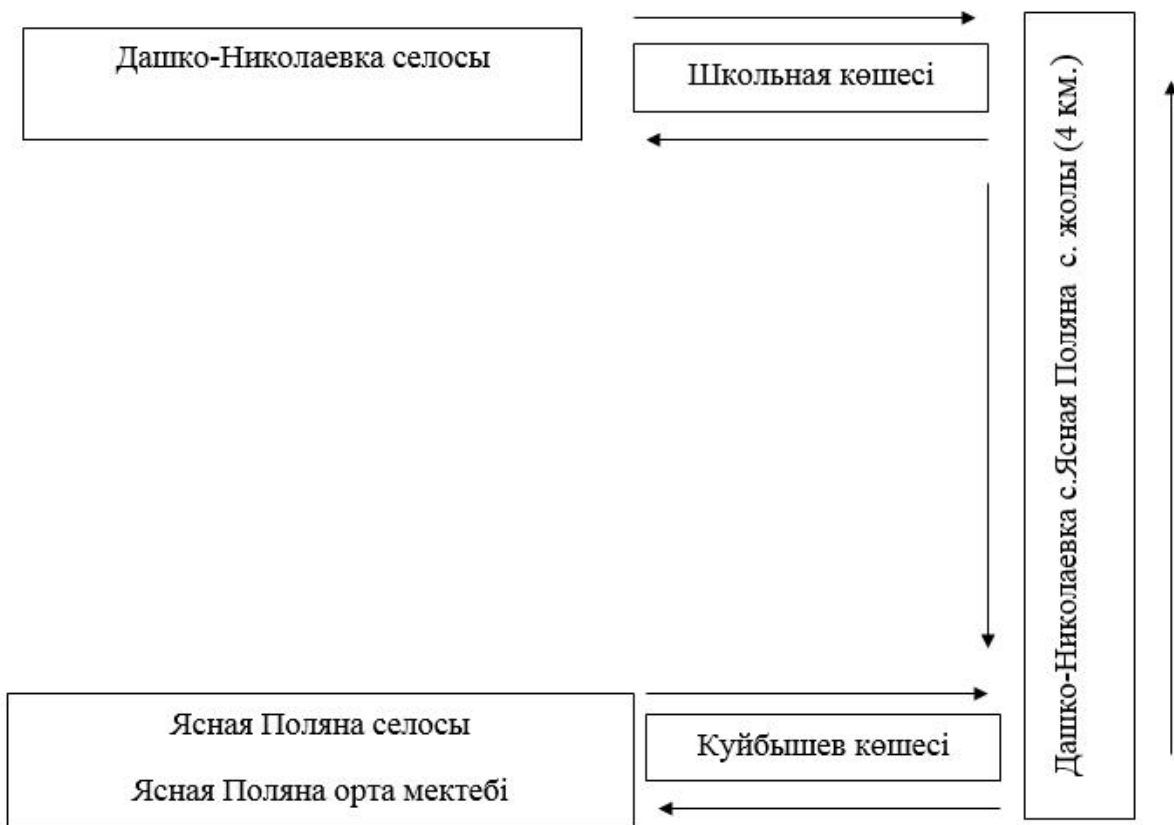 Дашко-Николаевка селосы
Школьная көшесі
Дашко-Николаевка с.Ясная Поляна с. жолы (4 км.)
Ясная Поляна селосы
Ясная Поляна орта мектебі
Куйбышев көшесі